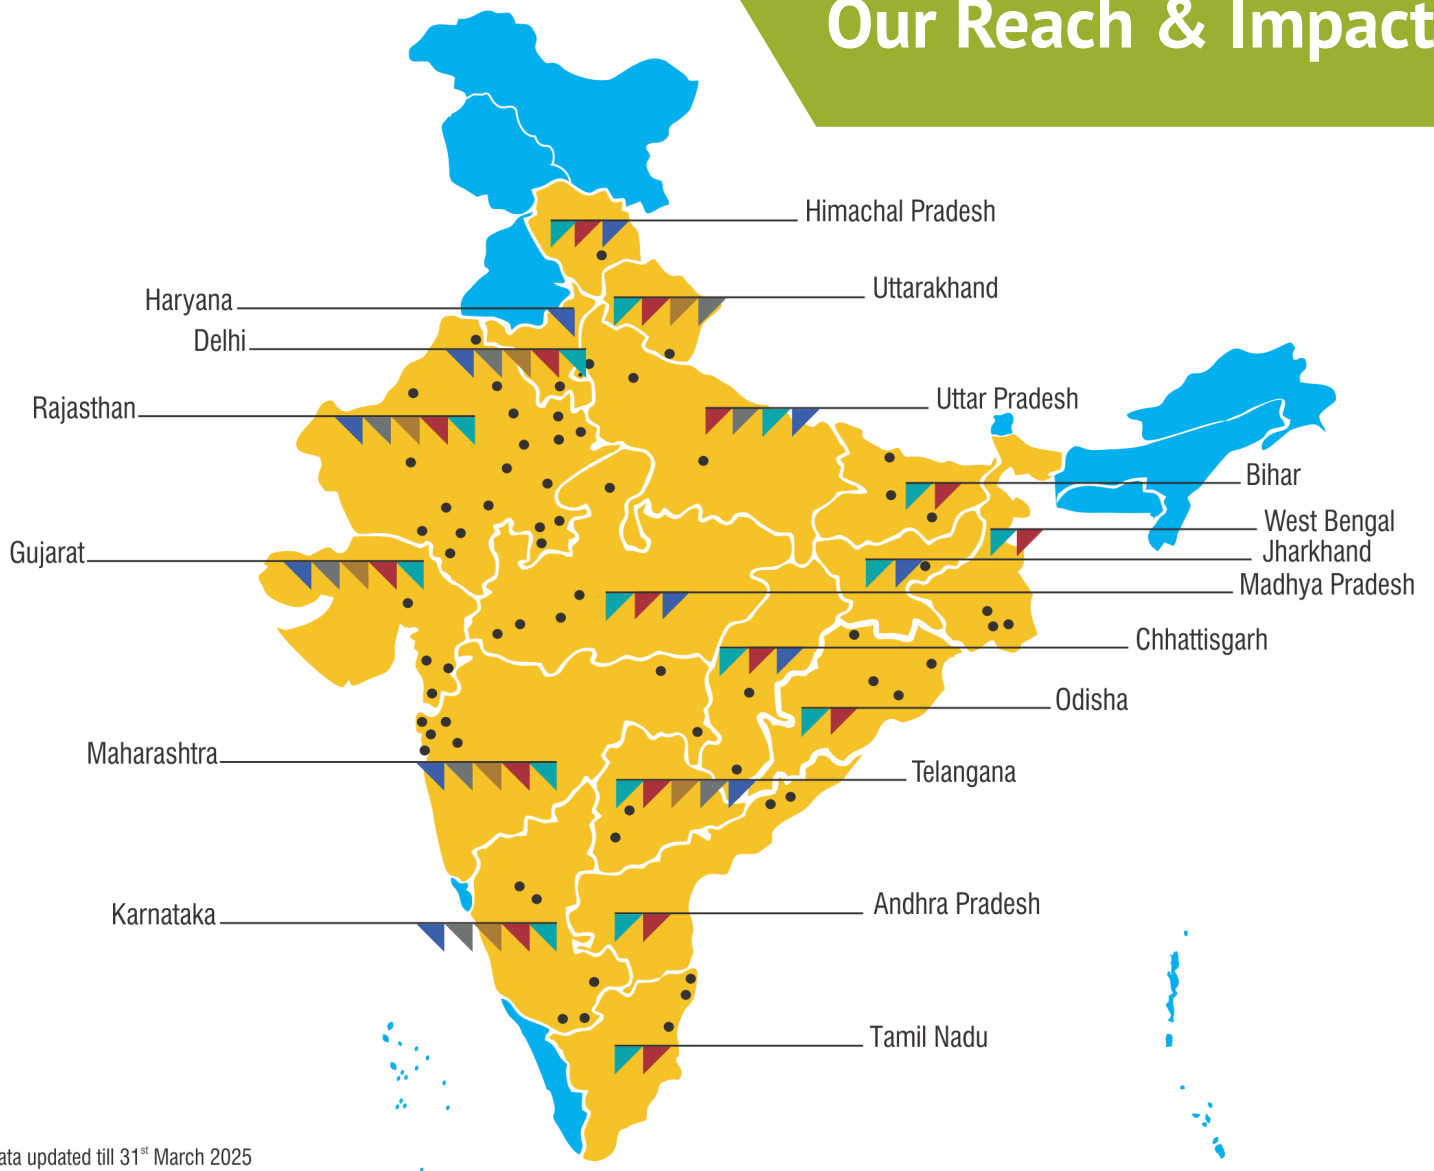 Our Reach & Impact
Himachal Pradesh
Uttarakhand
Haryana
Delhi
Uttar Pradesh
Rajasthan
Bihar
West Bengal
Jharkhand
Gujarat
Madhya Pradesh
Chhattisgarh
Odisha
Maharashtra
Telangana
Andhra Pradesh
Karnataka
Tamil Nadu
ata updated till 31st March 2025